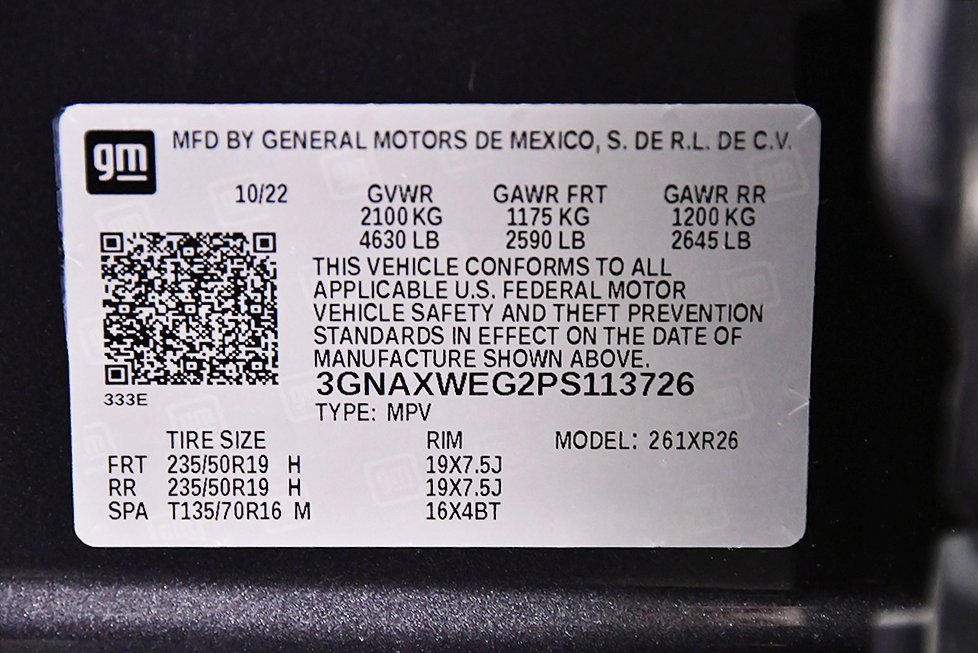 gm
MFD BY GENERAL MOTORS DE MEXICO, S. DE R.L. DE C.V.
10/22 GVWR GAWR FRT GAWR RR
2100 KG 1175 KG 1200 KG
4630 LB 2590 LB 2645 LB
THIS VEHICLE CONFORMS TO ALL
APPLICABLE U.S. FEDERAL MOTOR
VEHICLE SAFETY AND THEFT PREVENTION
STANDARDS IN EFFECT ON THE DATE OF
MANUFACTURE SHOWN ABOVE.
3GNAXWEG2PS113726
333E
TYPE: MPV
TIRE SIZE RIM MODEL: 261XR26
FRT 235/50R19 H 19X7.5J
RR 235/50R19 H 19X7.5J
SPA T135/70R16 M 16X4BT